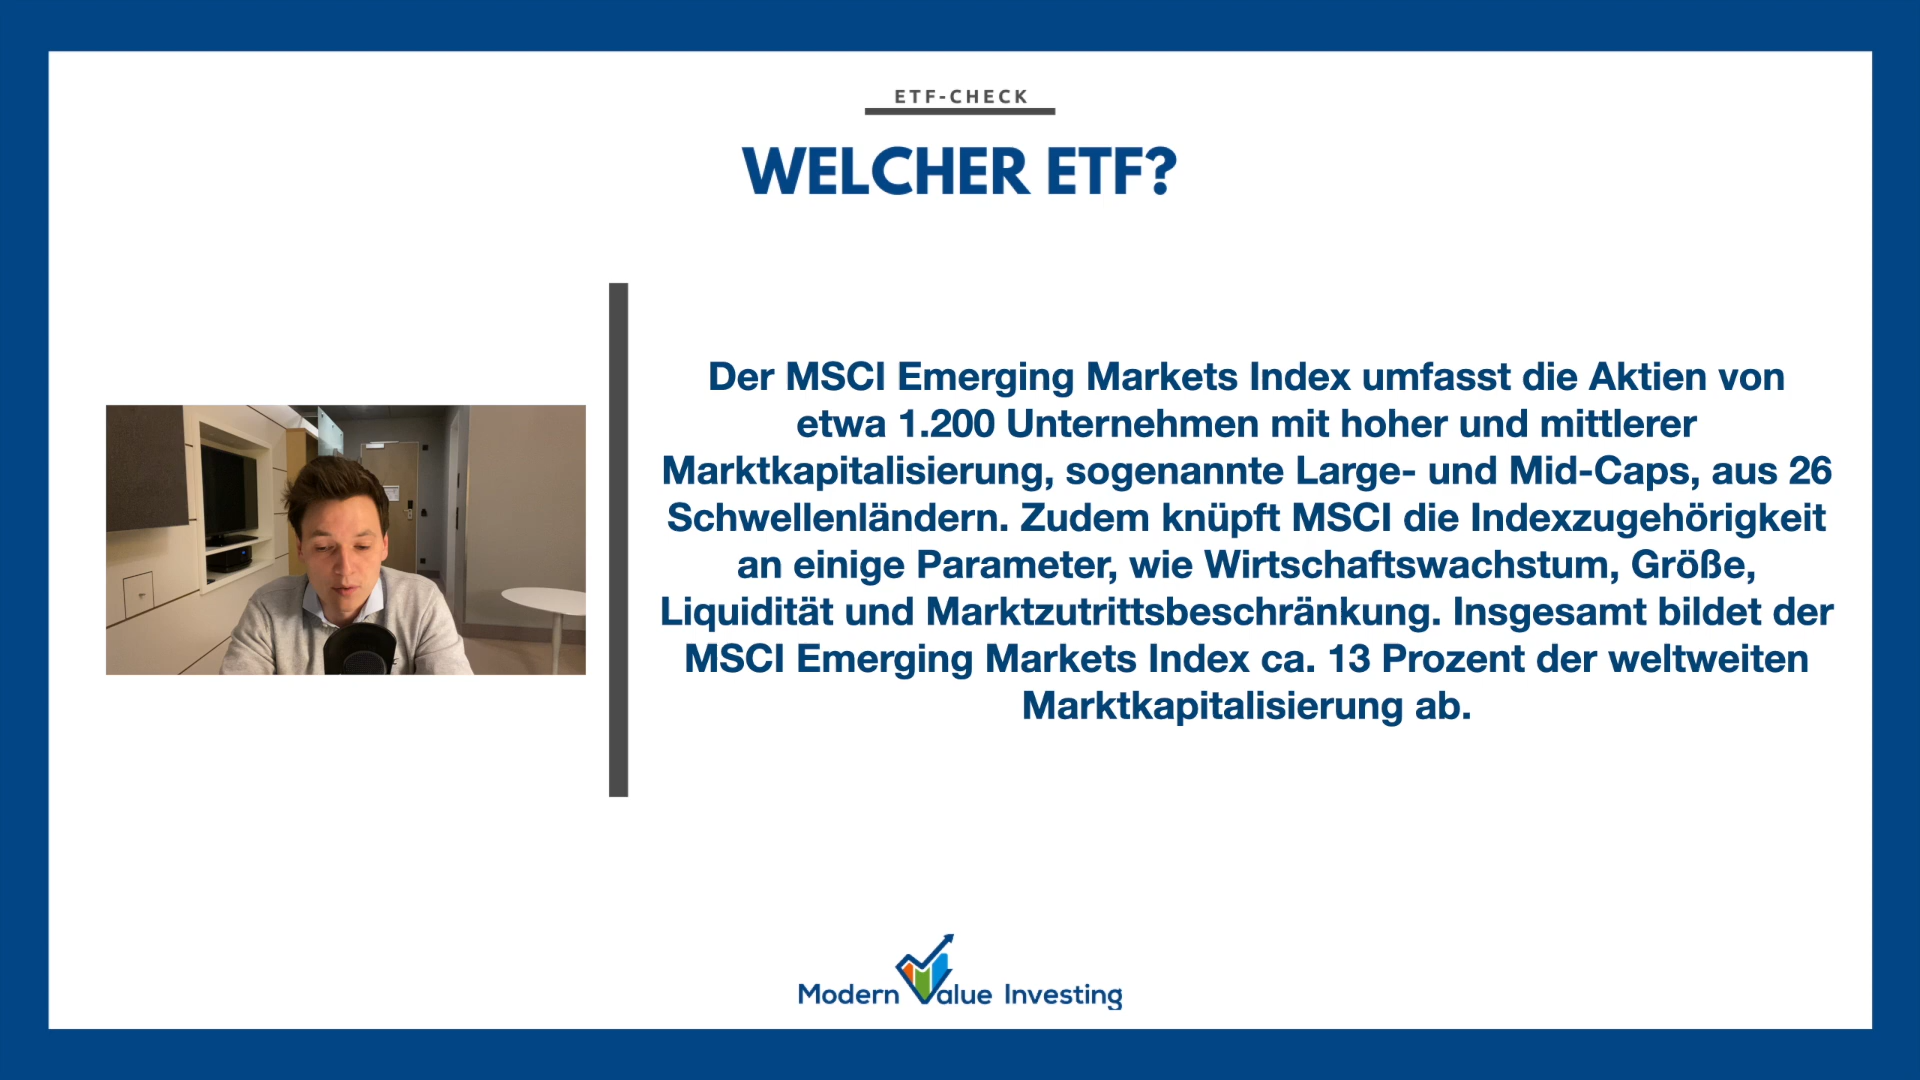 ETF-CHECK
WELCHER ETF?
Der MSCI Emerging Markets Index umfasst die Aktien von
etwa 1.200 Unternehmen mit hoher und mittlerer
Marktkapitalisierung, sogenannte Large- und Mid-Caps, aus 26
Schwellenländern. Zudem knüpft MSCI die Indexzugehörigkeit
an einige Parameter, wie Wirtschaftswachstum, Größe,
Liquidität und Marktzutrittsbeschränkung. Insgesamt bildet der
MSCI Emerging Markets Index ca. 13 Prozent der weltweiten
Marktkapitalisierung ab.
Modern Value Investing